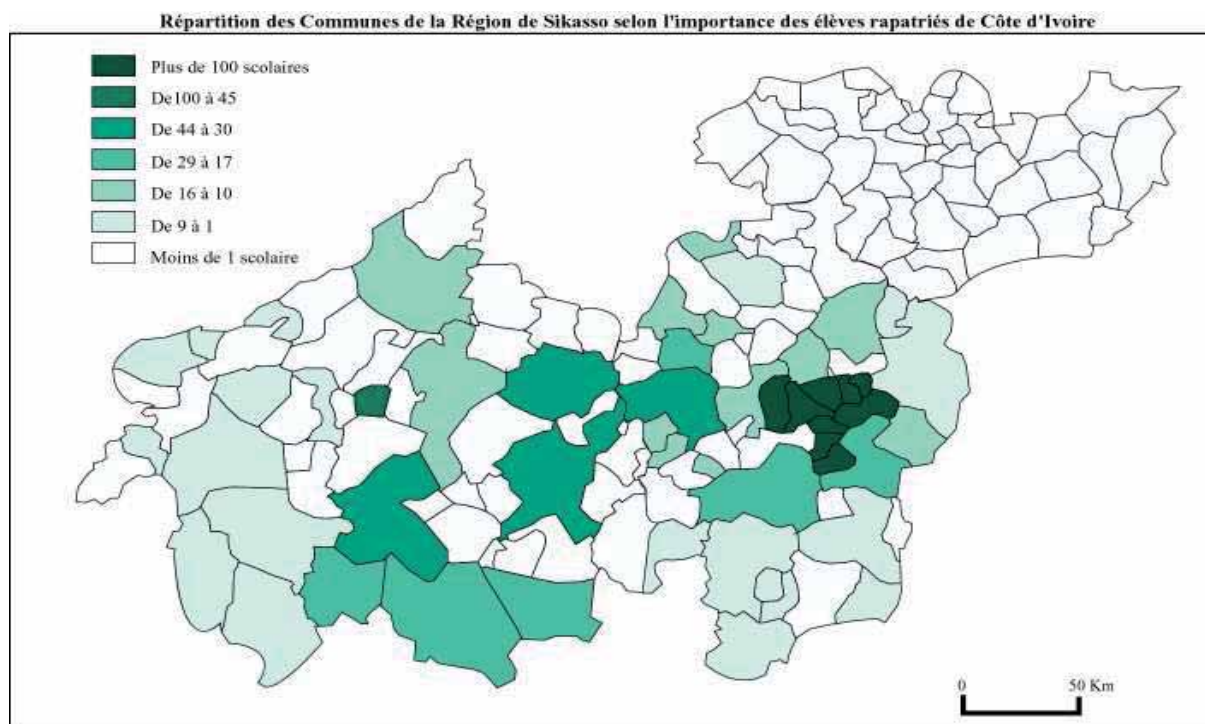 Répartition des Communes de la Région de Sikasso selon l'importance des élèves rapatriés de Côte d'Ivoire
Plus de 100 scolaires
De100 à 45
De 44 à 30
De 29 à 17
De 16 à 10
De 9 à 1
Moins de 1 scolaire
0 50 Km